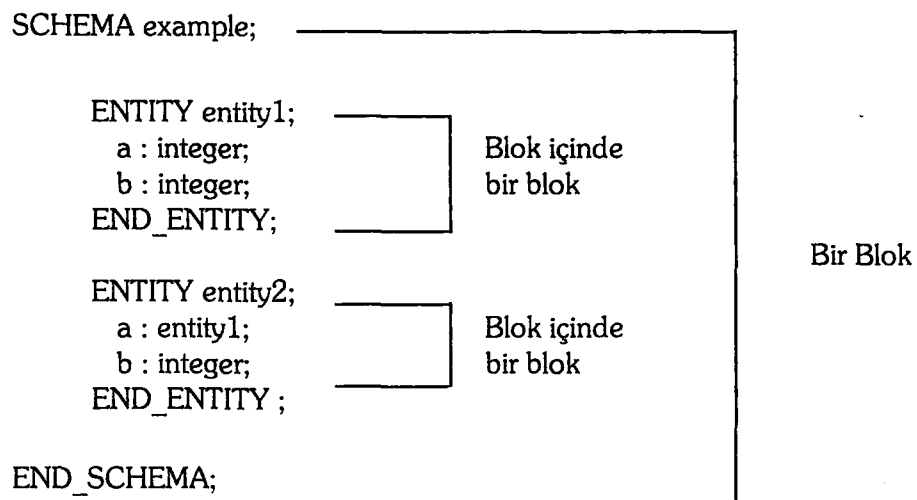 SCHEMA example;
ENTITY entity1;
a : integer;
b : integer;
END_ENTITY;
Blok içinde
bir blok
Bir Blok
ENTITY entity2;
a : entity1;
b : integer;
END_ENTITY ;
Blok içinde
bir blok
END_SCHEMA;